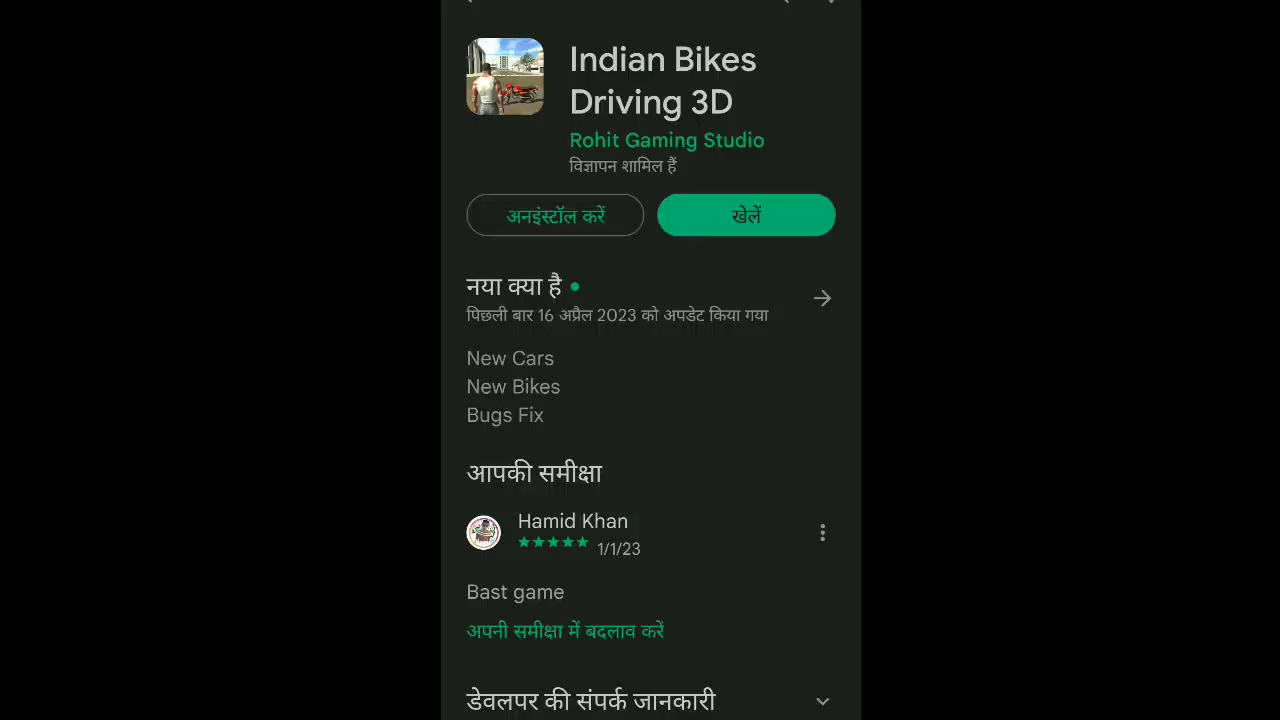 Indian Bikes
Driving 3D
Rohit Gaming Studio
विज्ञापन शामिल हैं
अनइंस्टॉल करें
खेलें
नया क्या है
पिछली बार 16 अप्रैल 2023 को अपडेट किया गया
New Cars
New Bikes
Bugs Fix
आपकी समीक्षा
Hamid Khan
1/1/23
Bast game
अपनी समीक्षा में बदलाव करें
डेवलपर की संपर्क जानकारी